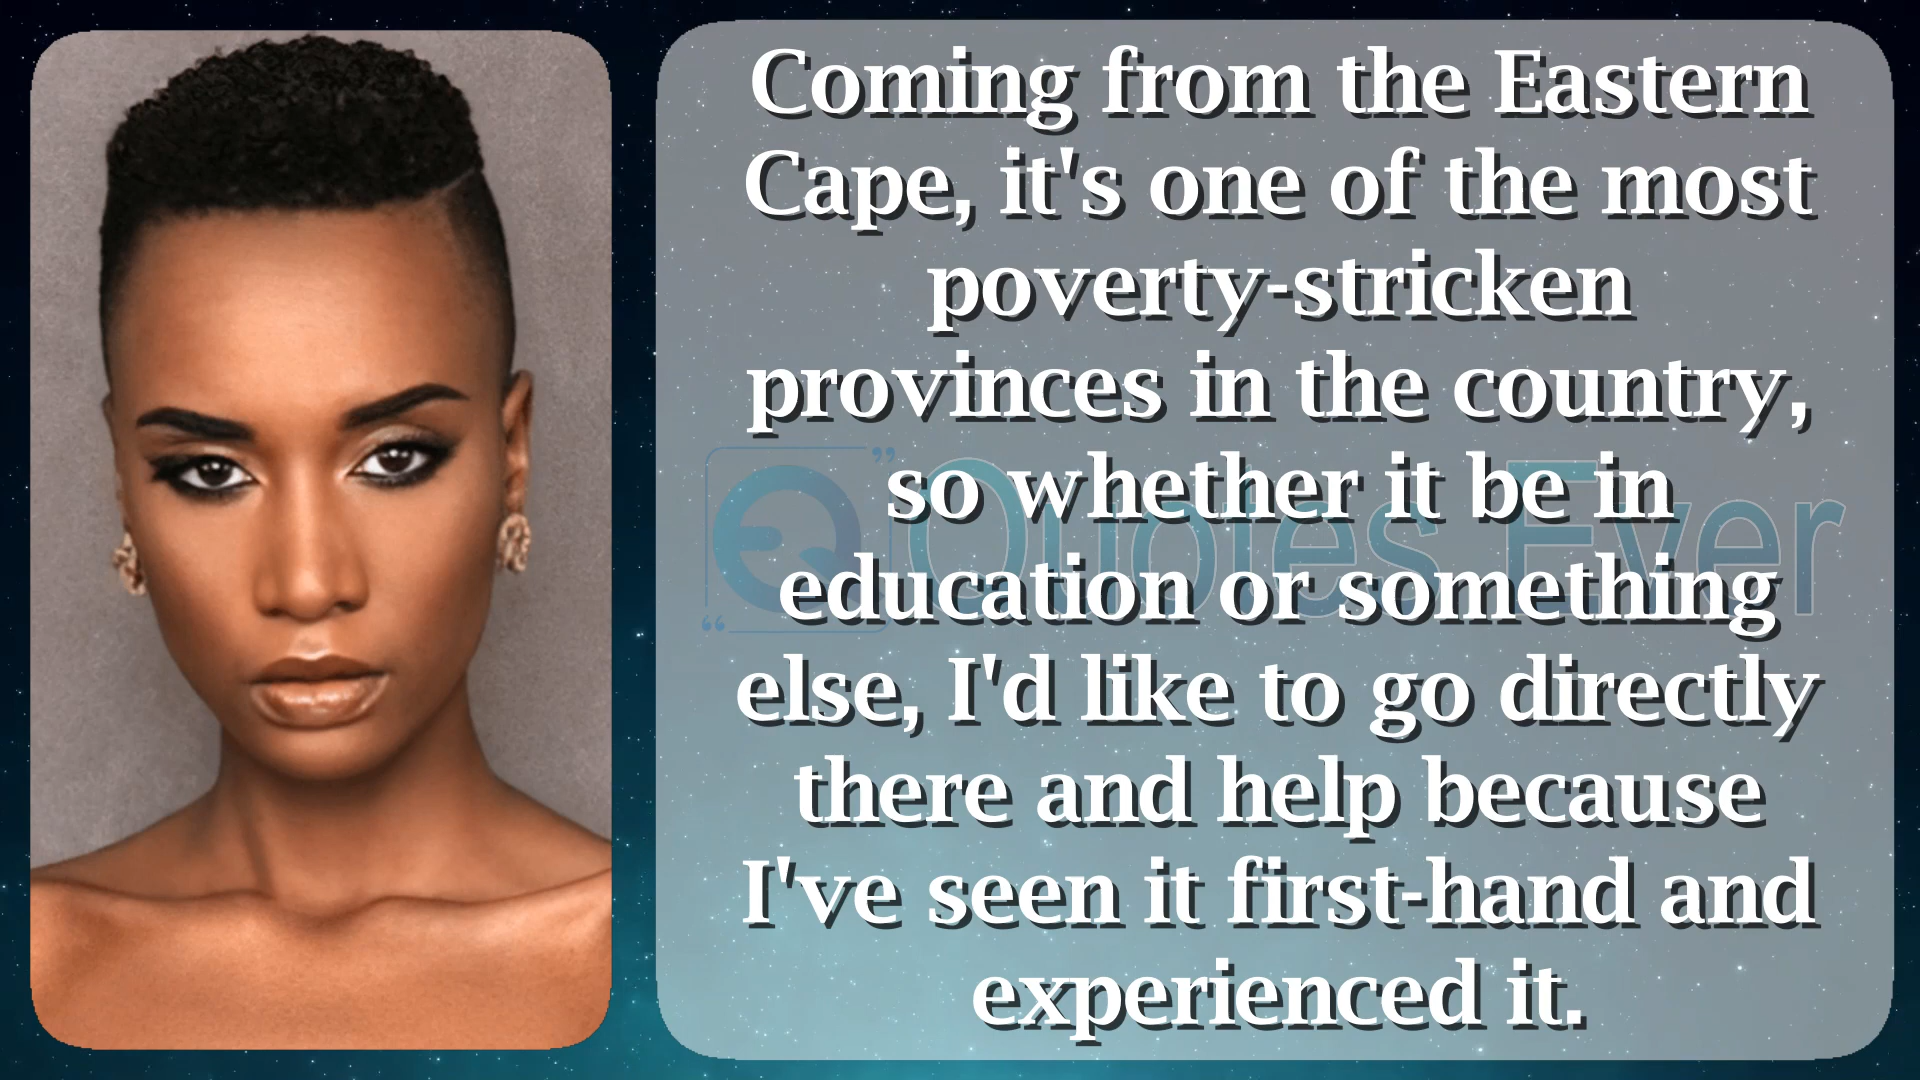 Coming from the Eastern
Cape, it's one of the most
poverty-stricken
provinces in the country,
so whether it be in
education or something
else, I'd like to go directly
there and help because
I've seen it first-hand and
experienced it.
Quotes Ever